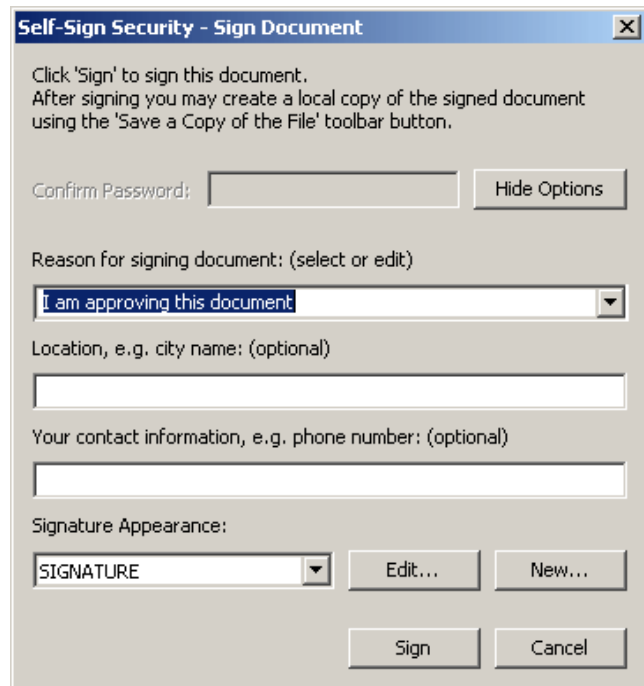 Self-Sign Security - Sign Document
Click 'Sign' to sign this document.
After signing you may create a local copy of the signed document
using the 'Save a Copy of the File' toolbar button.
Confirm Password:
Hide Options
Reason for signing document: (select or edit)
I am approving this document
Location, e.g. city name: (optional)
Your contact information, e.g. phone number: (optional)
Signature Appearance:
SIGNATURE
Edit...
New...
Sign
Cancel